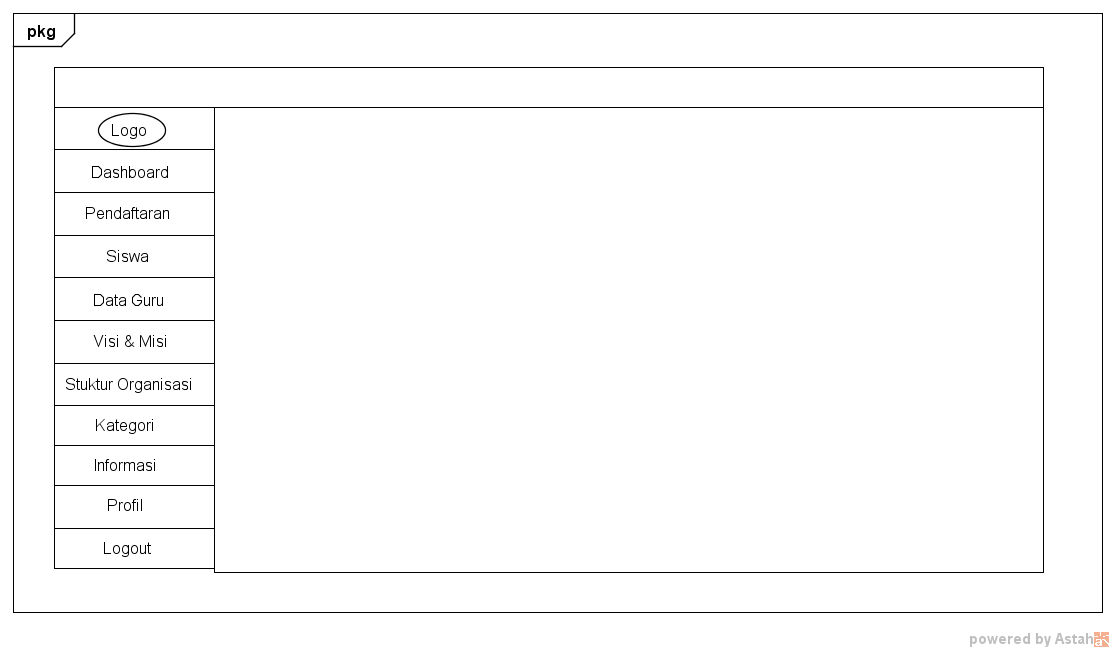 pkg
Logo
Dashboard
Pendaftaran
Siswa
Data Guru
Visi & Misi
Stuktur Organisasi
Kategori
Informasi
Profil
Logout
powered by Astah